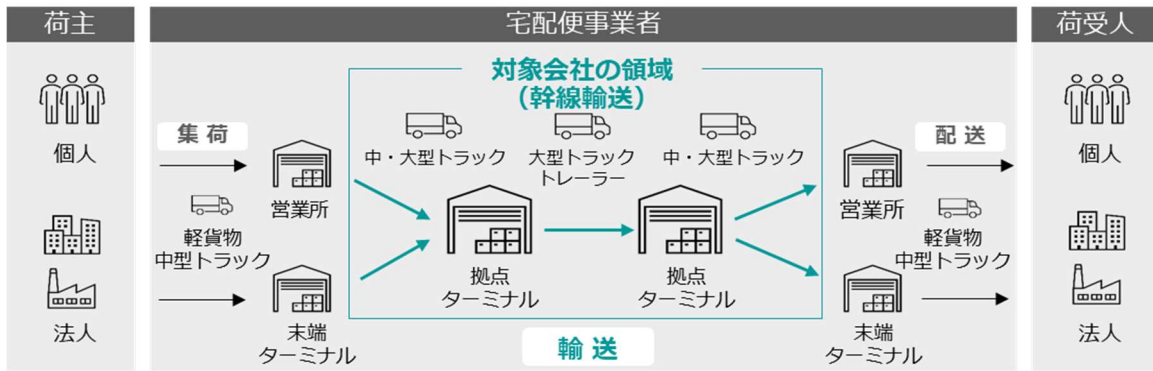 荷主
宅配便事業者
荷受人
個人
法人
集荷
軽貨物
中型トラック
営業所
末端
ターミナル
対象会社の領域
（幹線輸送）
中・大型トラック
大型トラック
トレーラー
中・大型トラック
拠点
ターミナル
拠点
ターミナル
輸送
営業所
末端
ターミナル
配送
軽貨物
中型トラック
個人
法人